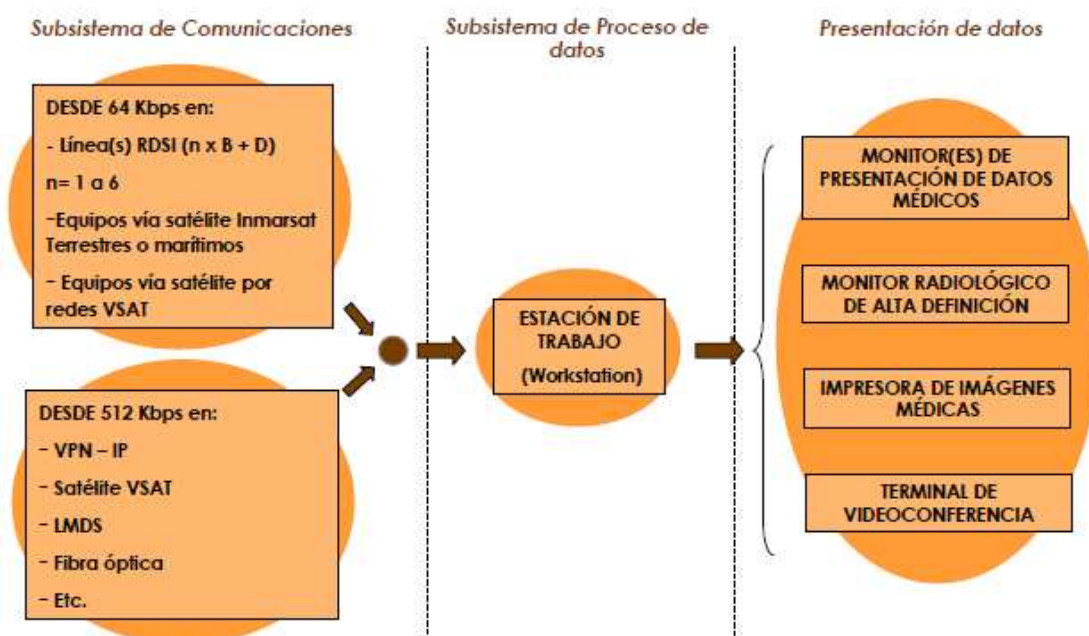 Subsistema de Comunicaciones
Subsistema de Proceso de
datos
Presentación de datos
DESDE 64 Kbps en:
- Línea(s) RDSI (n x B + D)
n= 1 a 6
-Equipos vía satélite Inmarsat
Terrestres o marítimos
- Equipos vía satélite por
redes VSAT
DESDE 512 Kbps en:
- VPN – IP
- Satélite VSAT
- LMDS
- Fibra óptica
- Etc.
ESTACIÓN DE
TRABAJO
(Workstation)
MONITOR(ES) DE
PRESENTACIÓN DE DATOS
MÉDICOS
MONITOR RADIOLÓGICO
DE ALTA DEFINICIÓN
IMPRESORA DE IMÁGENES
MÉDICAS
TERMINAL DE
VIDEOCONFERENCIA